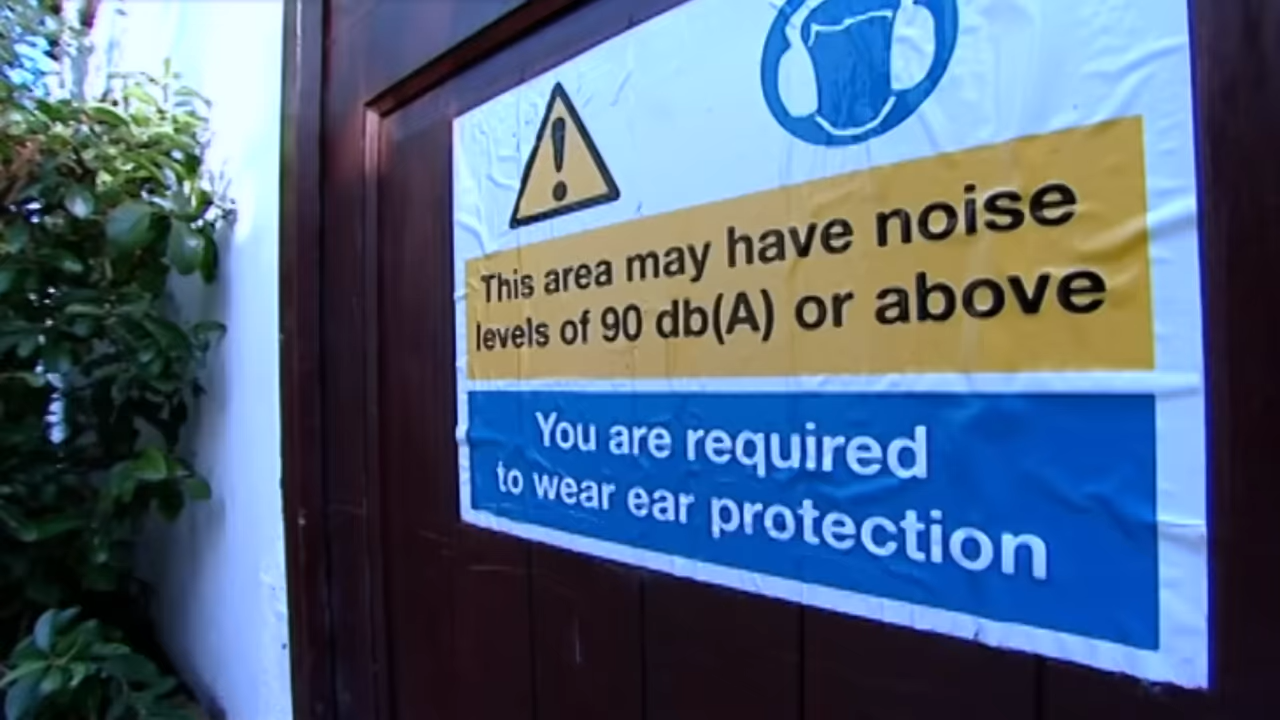 This area may have noise
levels of 90 db(A) or above
You are required
to wear ear protection